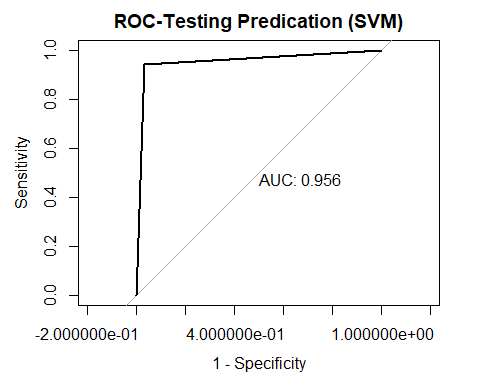 ROC-Testing Predication (SVM)
1.0
0.8
0.6
0.4
0.2
0.0
Sensitivity
AUC: 0.956
-2.000000e-01 4.000000e-01 1.000000e+00
1 - Specificity